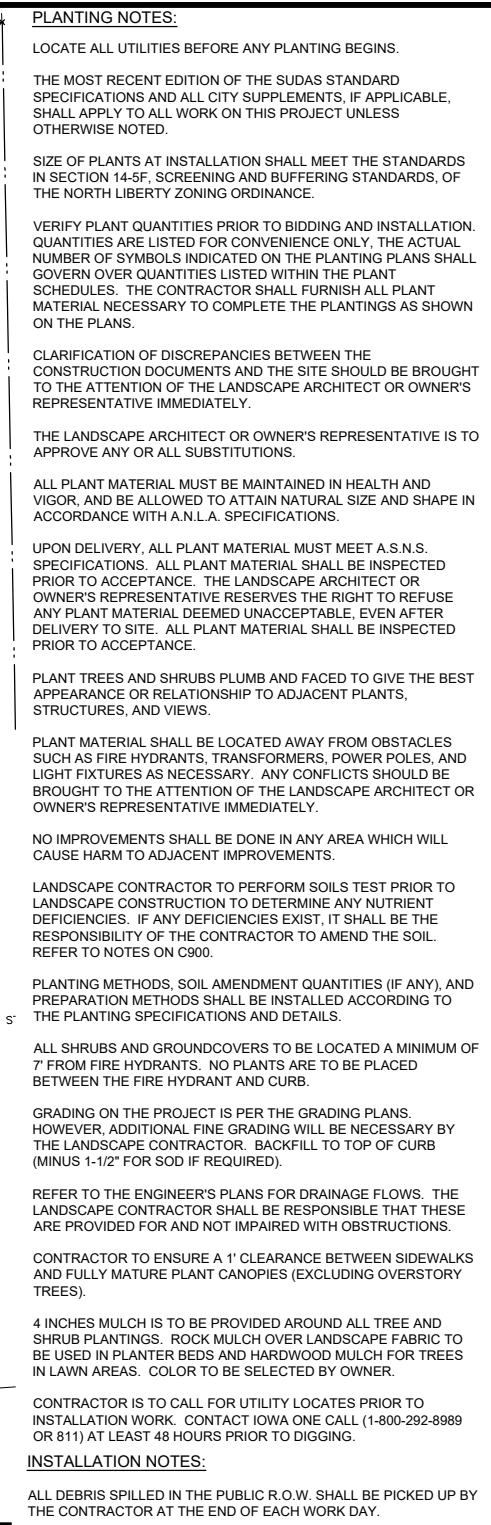 PLANTING NOTES:
LOCATE ALL UTILITIES BEFORE ANY PLANTING BEGINS.
THE MOST RECENT EDITION OF THE SUDAS STANDARD
SPECIFICATIONS AND ALL CITY SUPPLEMENTS, IF APPLICABLE,
SHALL APPLY TO ALL WORK ON THIS PROJECT UNLESS
OTHERWISE NOTED.
SIZE OF PLANTS AT INSTALLATION SHALL MEET THE STANDARDS
IN SECTION 14-5F, SCREENING AND BUFFERING STANDARDS, OF
THE NORTH LIBERTY ZONING ORDINANCE.
VERIFY PLANT QUANTITIES PRIOR TO BIDDING AND INSTALLATION.
QUANTITIES ARE LISTED FOR CONVENIENCE ONLY, THE ACTUAL
NUMBER OF SYMBOLS INDICATED ON THE PLANTING PLANS SHALL
GOVERN OVER QUANTITIES LISTED WITHIN THE PLANT
SCHEDULES. THE CONTRACTOR SHALL FURNISH ALL PLANT
MATERIAL NECESSARY TO COMPLETE THE PLANTINGS AS SHOWN
ON THE PLANS.
CLARIFICATION OF DISCREPANCIES BETWEEN THE
CONSTRUCTION DOCUMENTS AND THE SITE SHOULD BE BROUGHT
TO THE ATTENTION OF THE LANDSCAPE ARCHITECT OR OWNER'S
REPRESENTATIVE IMMEDIATELY.
THE LANDSCAPE ARCHITECT OR OWNER'S REPRESENTATIVE IS TO
APPROVE ANY OR ALL SUBSTITUTIONS.
ALL PLANT MATERIAL MUST BE MAINTAINED IN HEALTH AND
VIGOR, AND BE ALLOWED TO ATTAIN NATURAL SIZE AND SHAPE IN
ACCORDANCE WITH A.N.L.A. SPECIFICATIONS.
UPON DELIVERY, ALL PLANT MATERIAL MUST MEET A.S.N.S.
SPECIFICATIONS. ALL PLANT MATERIAL SHALL BE INSPECTED
PRIOR TO ACCEPTANCE. THE LANDSCAPE ARCHITECT OR
OWNER'S REPRESENTATIVE RESERVES THE RIGHT TO REFUSE
ANY PLANT MATERIAL DEEMED UNACCEPTABLE, EVEN AFTER
DELIVERY TO SITE. ALL PLANT MATERIAL SHALL BE INSPECTED
PRIOR TO ACCEPTANCE.
PLANT TREES AND SHRUBS PLUMB AND FACED TO GIVE THE BEST
APPEARANCE OR RELATIONSHIP TO ADJACENT PLANTS,
STRUCTURES, AND VIEWS.
PLANT MATERIAL SHALL BE LOCATED AWAY FROM OBSTACLES
SUCH AS FIRE HYDRANTS, TRANSFORMERS, POWER POLES, AND
LIGHT FIXTURES AS NECESSARY. ANY CONFLICTS SHOULD BE
BROUGHT TO THE ATTENTION OF THE LANDSCAPE ARCHITECT OR
OWNER'S REPRESENTATIVE IMMEDIATELY.
NO IMPROVEMENTS SHALL BE DONE IN ANY AREA WHICH WILL
CAUSE HARM TO ADJACENT IMPROVEMENTS.
LANDSCAPE CONTRACTOR TO PERFORM SOILS TEST PRIOR TO
LANDSCAPE CONSTRUCTION TO DETERMINE ANY NUTRIENT
DEFICIENCIES. IF ANY DEFICIENCIES EXIST, IT SHALL BE THE
RESPONSIBILITY OF THE CONTRACTOR TO AMEND THE SOIL.
REFER TO NOTES ON C900.
PLANTING METHODS, SOIL AMENDMENT QUANTITIES (IF ANY), AND
PREPARATION METHODS SHALL BE INSTALLED ACCORDING TO
THE PLANTING SPECIFICATIONS AND DETAILS.
ALL SHRUBS AND GROUNDCOVERS TO BE LOCATED A MINIMUM OF
7' FROM FIRE HYDRANTS. NO PLANTS ARE TO BE PLACED
BETWEEN THE FIRE HYDRANT AND CURB.
GRADING ON THE PROJECT IS PER THE GRADING PLANS.
HOWEVER, ADDITIONAL FINE GRADING WILL BE NECESSARY BY
THE LANDSCAPE CONTRACTOR. BACKFILL TO TOP OF CURB
(MINUS 1-1/2" FOR SOD IF REQUIRED).
REFER TO THE ENGINEER'S PLANS FOR DRAINAGE FLOWS. THE
LANDSCAPE CONTRACTOR SHALL BE RESPONSIBLE THAT THESE
ARE PROVIDED FOR AND NOT IMPAIRED WITH OBSTRUCTIONS.
CONTRACTOR TO ENSURE A 1' CLEARANCE BETWEEN SIDEWALKS
AND FULLY MATURE PLANT CANOPIES (EXCLUDING OVERSTORY
TREES).
4 INCHES MULCH IS TO BE PROVIDED AROUND ALL TREE AND
SHRUB PLANTINGS. ROCK MULCH OVER LANDSCAPE FABRIC TO
BE USED IN PLANTER BEDS AND HARDWOOD MULCH FOR TREES
IN LAWN AREAS. COLOR TO BE SELECTED BY OWNER.
CONTRACTOR IS TO CALL FOR UTILITY LOCATES PRIOR TO
INSTALLATION WORK. CONTACT IOWA ONE CALL (1-800-292-8989
OR 811) AT LEAST 48 HOURS PRIOR TO DIGGING.
INSTALLATION NOTES:
ALL DEBRIS SPILLED IN THE PUBLIC R.O.W. SHALL BE PICKED UP BY
THE CONTRACTOR AT THE END OF EACH WORK DAY.